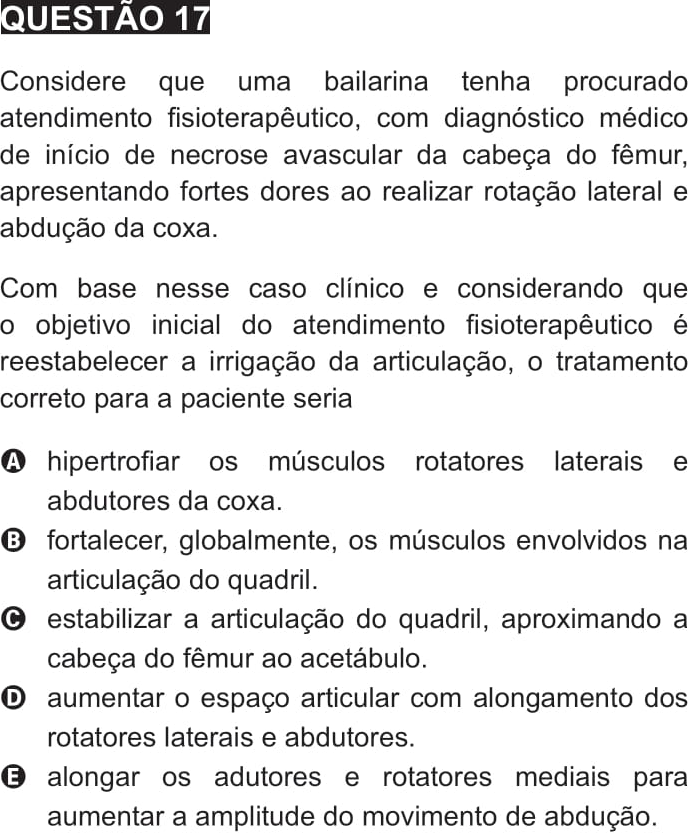 QUESTÃO 17
Considere que uma bailarina tenha procurado
atendimento fisioterapêutico, com diagnóstico médico
de início de necrose avascular da cabeça do fêmur,
apresentando fortes dores ao realizar rotação lateral e
abdução da coxa.
Com base nesse caso clínico e considerando que
o objetivo inicial do atendimento fisioterapêutico é
reestabelecer a irrigação da articulação, o tratamento
correto para a paciente seria
A hipertrofiar os músculos rotatores laterais e
abdutores da coxa.
B fortalecer, globalmente, os músculos envolvidos na
articulação do quadril.
C estabilizar a articulação do quadril, aproximando a
cabeça do fêmur ao acetábulo.
D aumentar o espaço articular com alongamento dos
rotatores laterais e abdutores.
E alongar os adutores e rotatores mediais para
aumentar a amplitude do movimento de abdução.